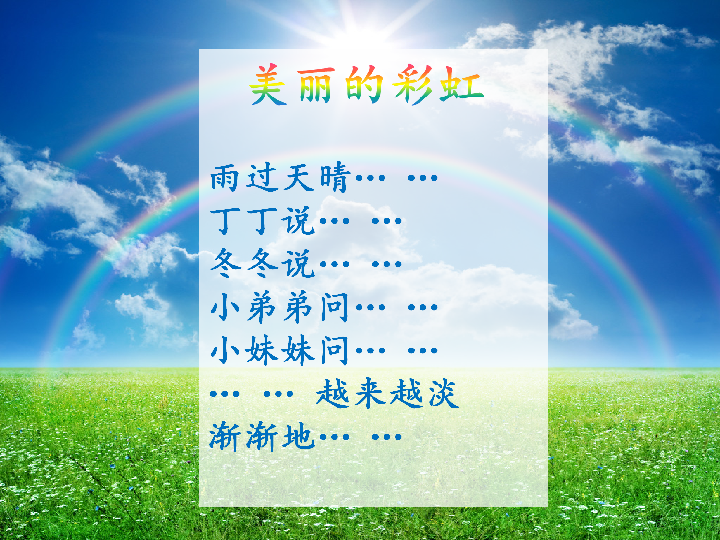 美丽的彩虹
雨过天晴… …
丁丁说… …
冬冬说… …
小弟弟问… …
小妹妹问… …
… … 越来越淡
渐渐地… …